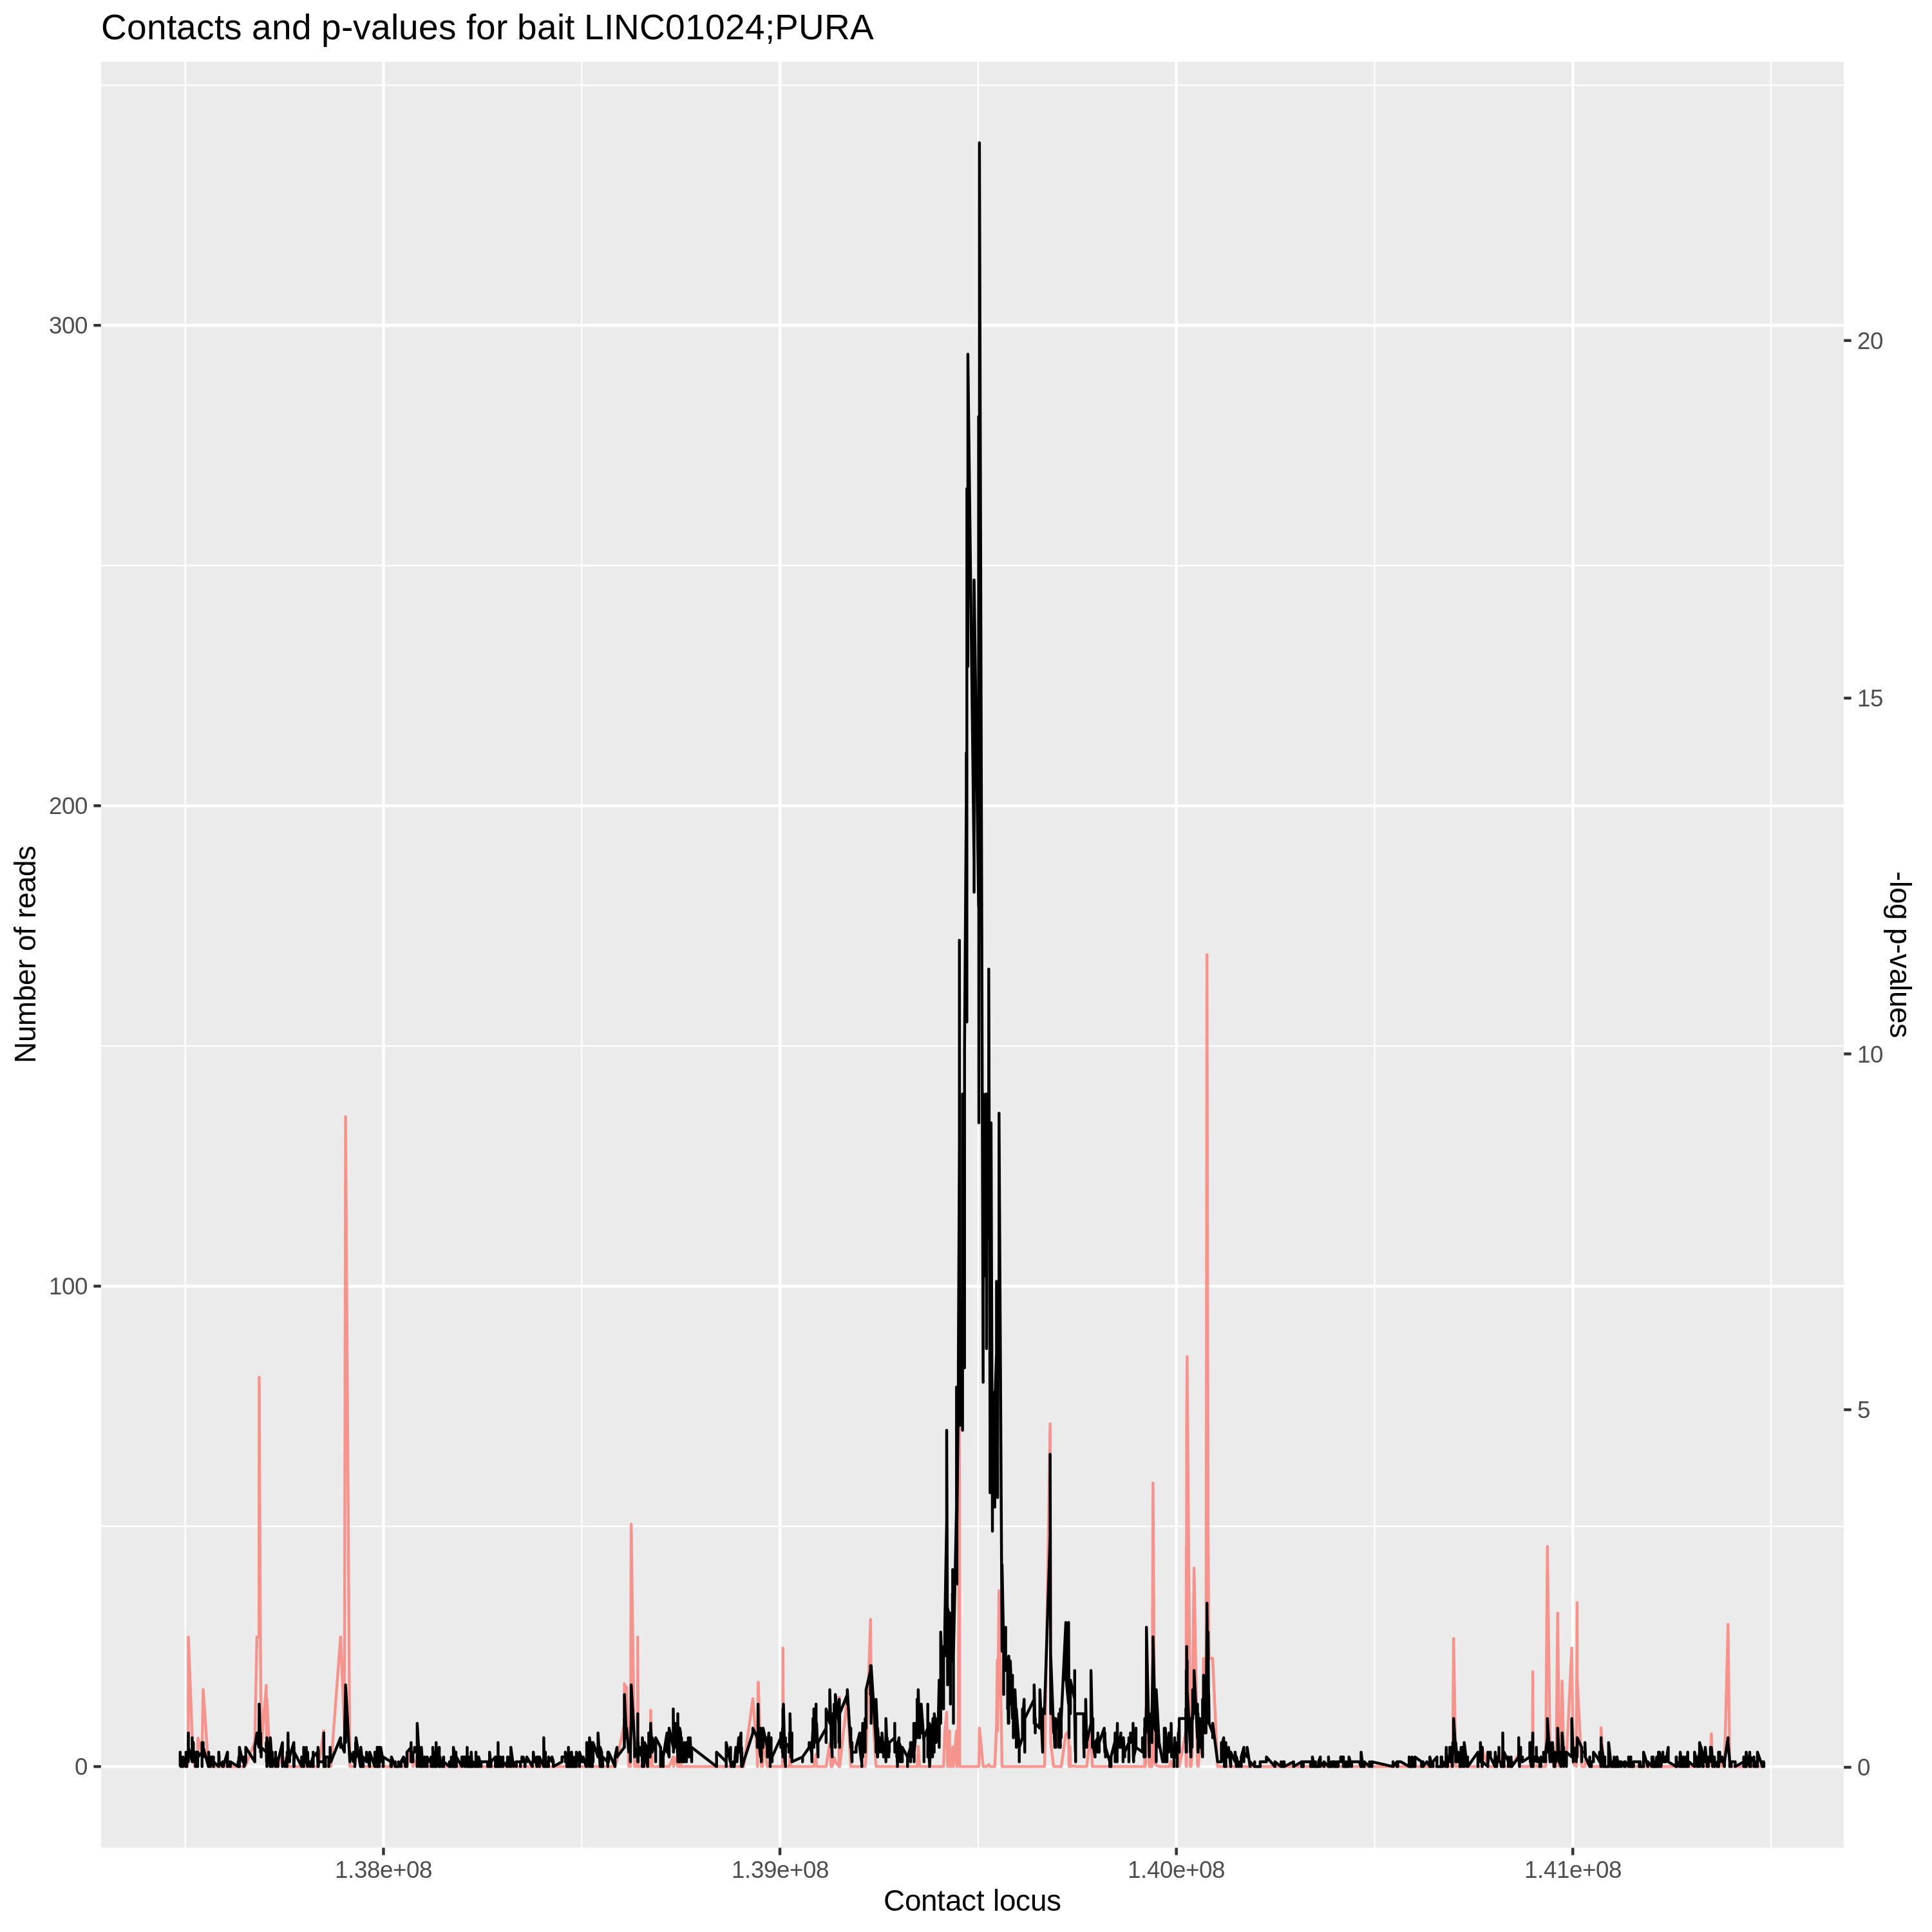 Contacts and p-values for bait LINC01024;PURA
Number of reads
300
200
100
0
20
15
10
5
0
-log p-values
1.38e+08
1.39e+08
1.40e+08
1.41e+08
Contact locus